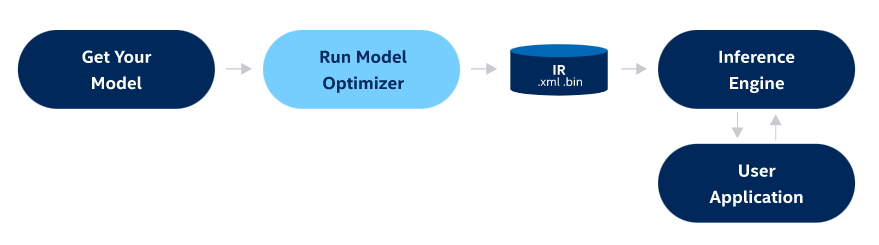 Get Your
Model
Run Model
Optimizer
IR
.xml .bin
Inference
Engine
User
Application